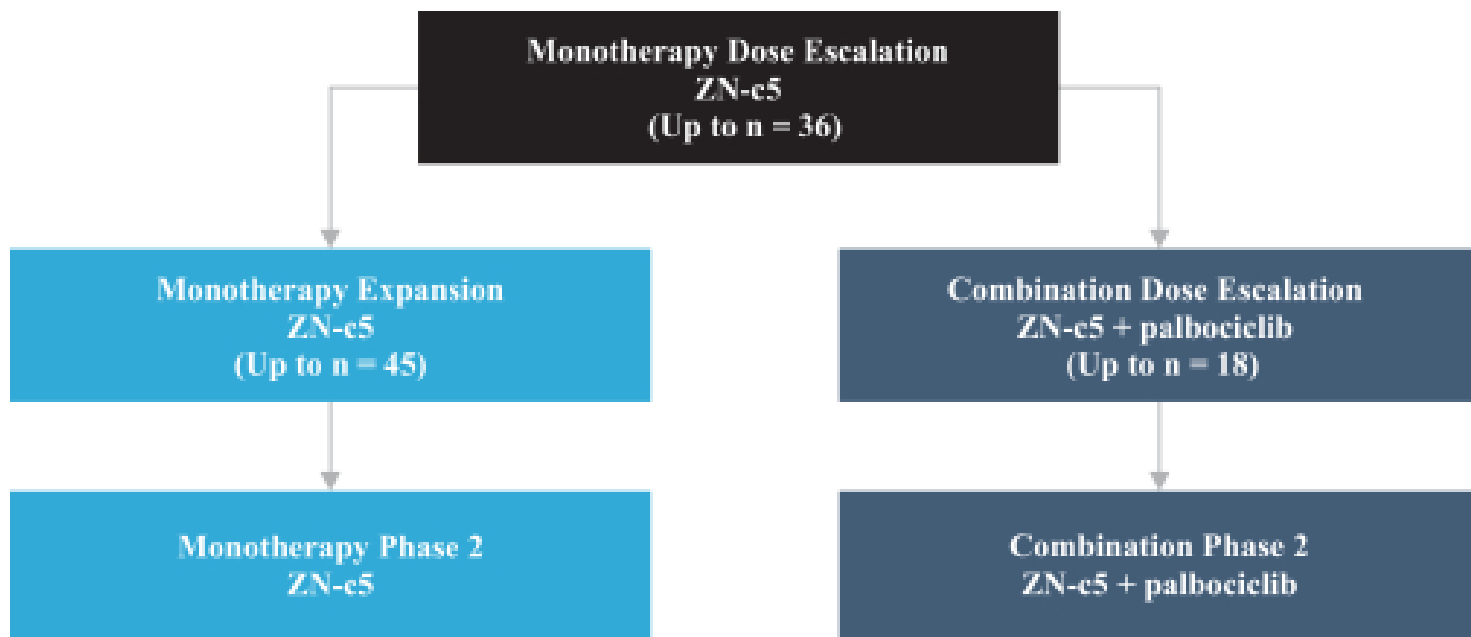 Monotherapy Dose Escalation
ZN-c5
(Up to n = 36)
Monotherapy Expansion
ZN-c5
(Up to n = 45)
Combination Dose Escalation
ZN-c5 + palbociclib
(Up to n = 18)
Monotherapy Phase 2
ZN-c5
Combination Phase 2
ZN-c5 + palbociclib